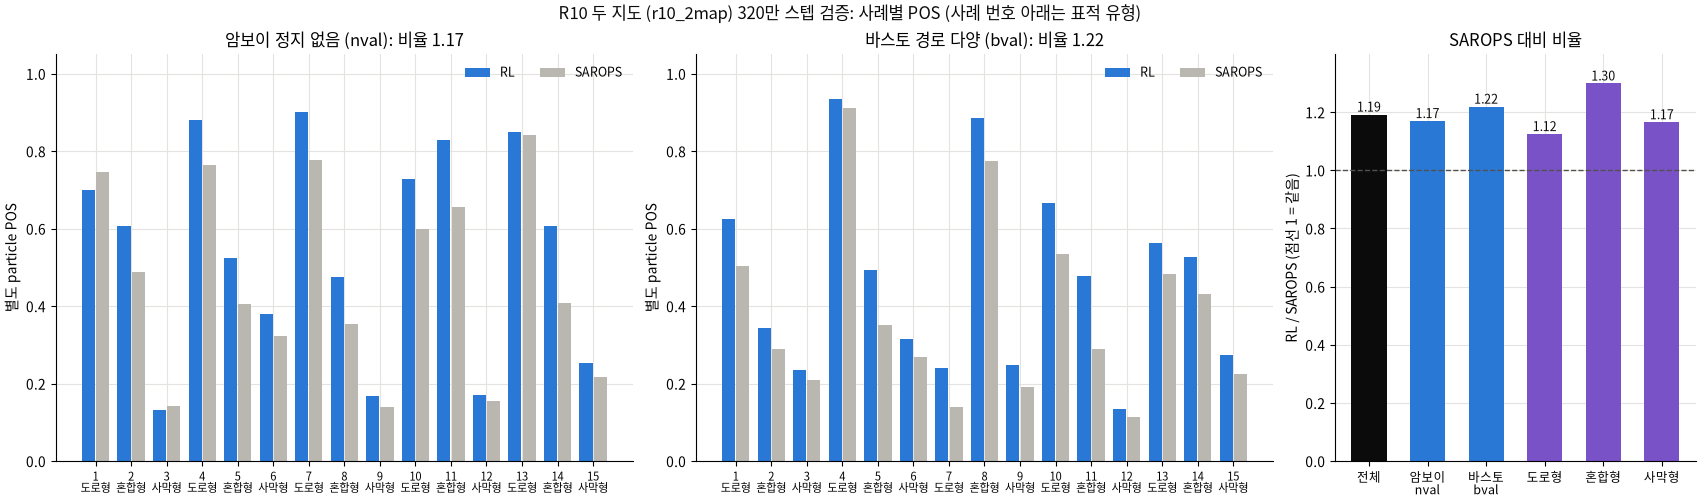 R10 두 지도 (r10_2map) 320만 스텝 검증: 사례별 POS (사례 번호 아래는 표적 유형)
암보이 정지 없음 (nval): 비율 1.17
RL
SAROPS
별도 particle POS
1.0
0.8
0.6
0.4
0.2
0.0
1 2 3 4 5 6 7 8 9 10 11 12 13 14 15
도로형 혼합형 사막형 도로형 혼합형 사막형 도로형 혼합형 사막형 도로형 혼합형 사막형 도로형 혼합형 사막형
바스토 경로 다양 (bval): 비율 1.22
RL
SAROPS
별도 particle POS
1.0
0.8
0.6
0.4
0.2
0.0
1 2 3 4 5 6 7 8 9 10 11 12 13 14 15
도로형 혼합형 사막형 도로형 혼합형 사막형 도로형 혼합형 사막형 도로형 혼합형 사막형 도로형 혼합형 사막형
SAROPS 대비 비율
RL / SAROPS (점선 1 = 같음)
1.2
1.0
0.8
0.6
0.4
0.2
0.0
1.19 1.17 1.22 1.12 1.30 1.17
전체 암보이 바스토 도로형 혼합형 사막형
nval bval